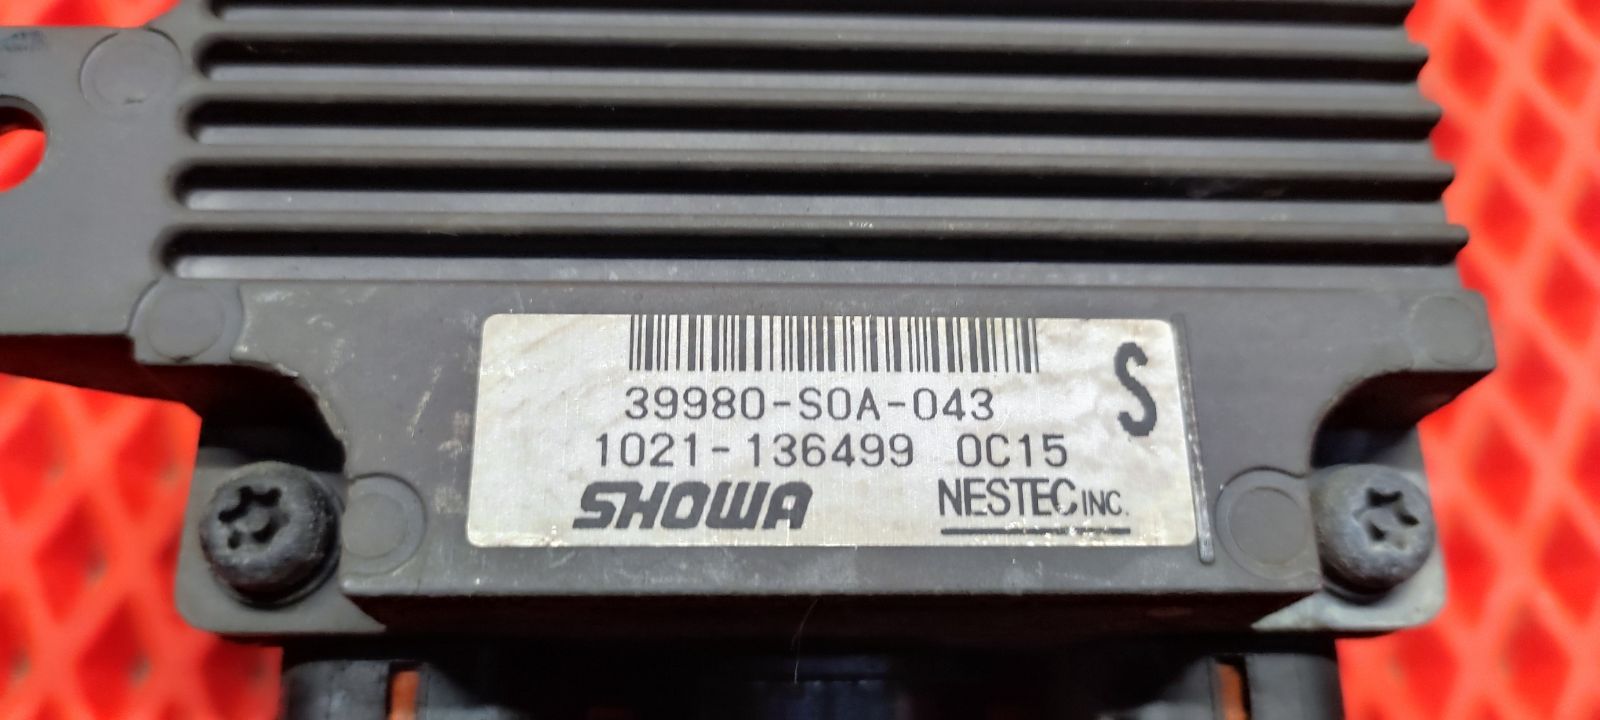 S
39980-S0A-043
1021-136499 0C15
SHOWA NESTEC INC.